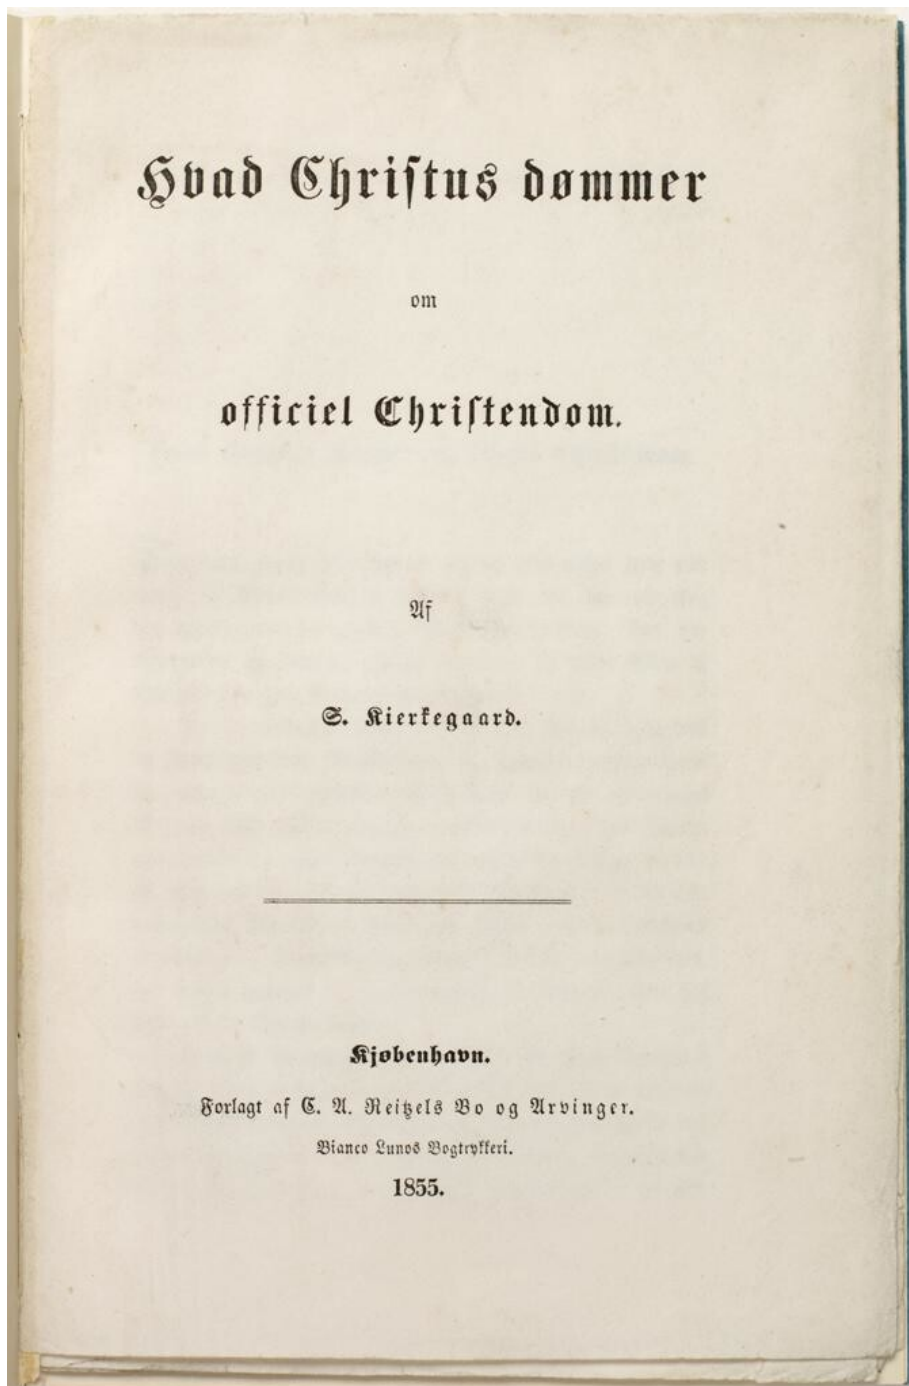 Hvad Christus dømmer
om
officiel Christendom.
Af
S. Kierkegaard.
Kjøbenhavn.
Forlagt af C. A. Reitzels Bo og Arvinger.
Bianco Lunos Bogtrykkeri.
1855.